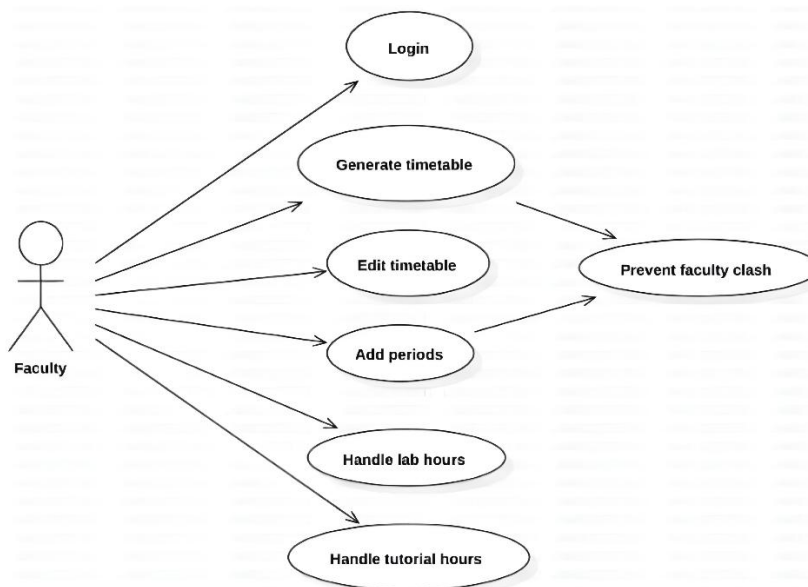 Login
Generate timetable
Edit timetable
Prevent faculty clash
Add periods
Faculty
Handle lab hours
Handle tutorial hours